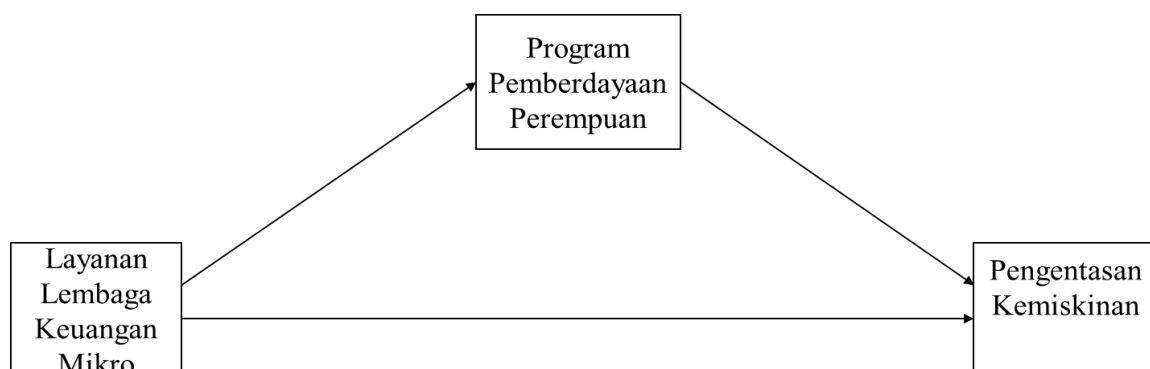 Program
Pemberdayaan
Perempuan
Layanan
Lembaga
Keuangan
Mikro
Pengentasan
Kemiskinan